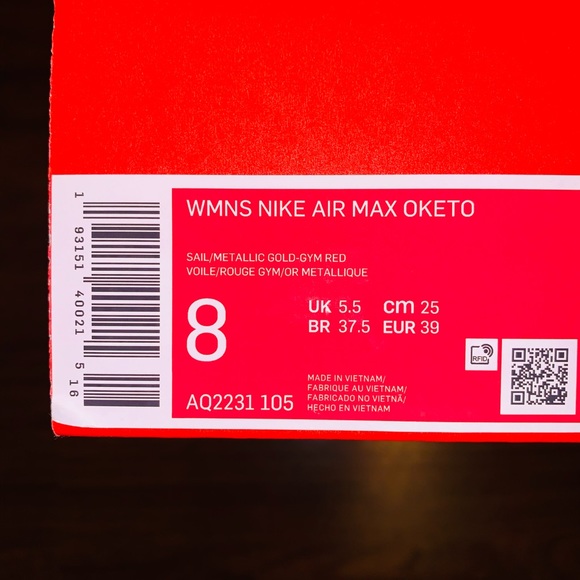 WMNS NIKE AIR MAX OKETO
SAIL/METALLIC GOLD-GYM RED
VOILE/ROUGE GYM/OR METALLIQUE
8
UK 5.5 cm 25
BR 37.5 EUR 39
AQ2231 105
MADE IN VIETNAM/
FABRIQUE AU VIETNAM/
FABRICADO NO VIETNÃ/
HECHO EN VIETNAM
RFID
1 93151 40021 5 16